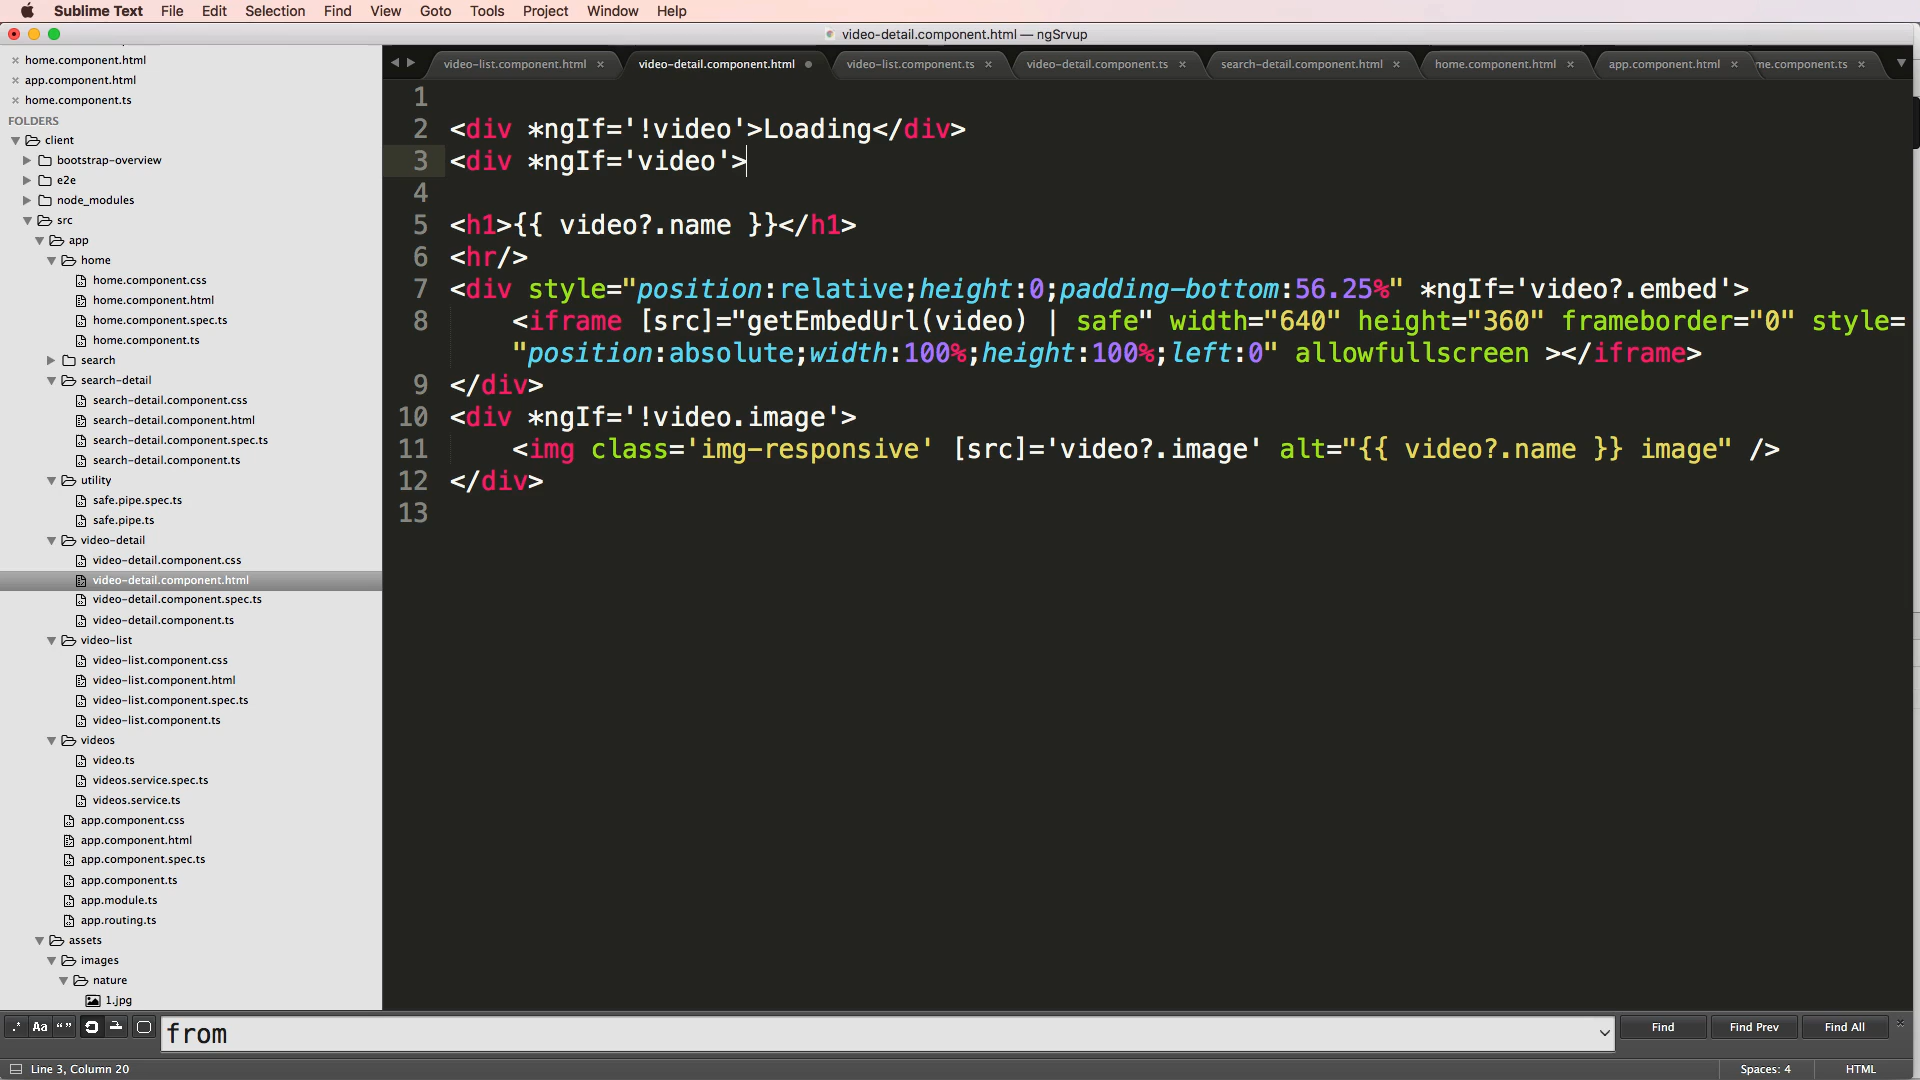 Sublime Text File Edit Selection Find View Goto Tools Project Window Help
video-detail.component.html — ngSrvup
home.component.html
app.component.html
home.component.ts
FOLDERS
client
bootstrap-overview
e2e
node_modules
src
app
home
home.component.css
home.component.html
home.component.spec.ts
home.component.ts
search
search-detail
search-detail.component.css
search-detail.component.html
search-detail.component.spec.ts
search-detail.component.ts
utility
safe.pipe.spec.ts
safe.pipe.ts
video-detail
video-detail.component.css
video-detail.component.html
video-detail.component.spec.ts
video-detail.component.ts
video-list
video-list.component.css
video-list.component.html
video-list.component.spec.ts
video-list.component.ts
videos
video.ts
videos.service.spec.ts
videos.service.ts
app.component.css
app.component.html
app.component.spec.ts
app.component.ts
app.module.ts
app.routing.ts
assets
images
nature
1.jpg
video-list.component.html video-detail.component.html video-list.component.ts video-detail.component.ts search-detail.component.html home.component.html app.component.html me.component.ts
1
2 <div *ngIf='!video'>Loading</div>
3 <div *ngIf='video'>
4
5 <h1>{{ video?.name }}</h1>
6 <hr/>
7 <div style="position:relative;height:0;padding-bottom:56.25%" *ngIf='video?.embed'>
8 <iframe [src]="getEmbedUrl(video) | safe" width="640" height="360" frameborder="0" style=
"position:absolute;width:100%;height:100%;left:0" allowfullscreen ></iframe>
9 </div>
10 <div *ngIf='!video.image'>
11 <img class='img-responsive' [src]='video?.image' alt="{{ video?.name }} image" />
12 </div>
13
.* Aa “” from Find Find Prev Find All
Line 3, Column 20 Spaces: 4 HTML